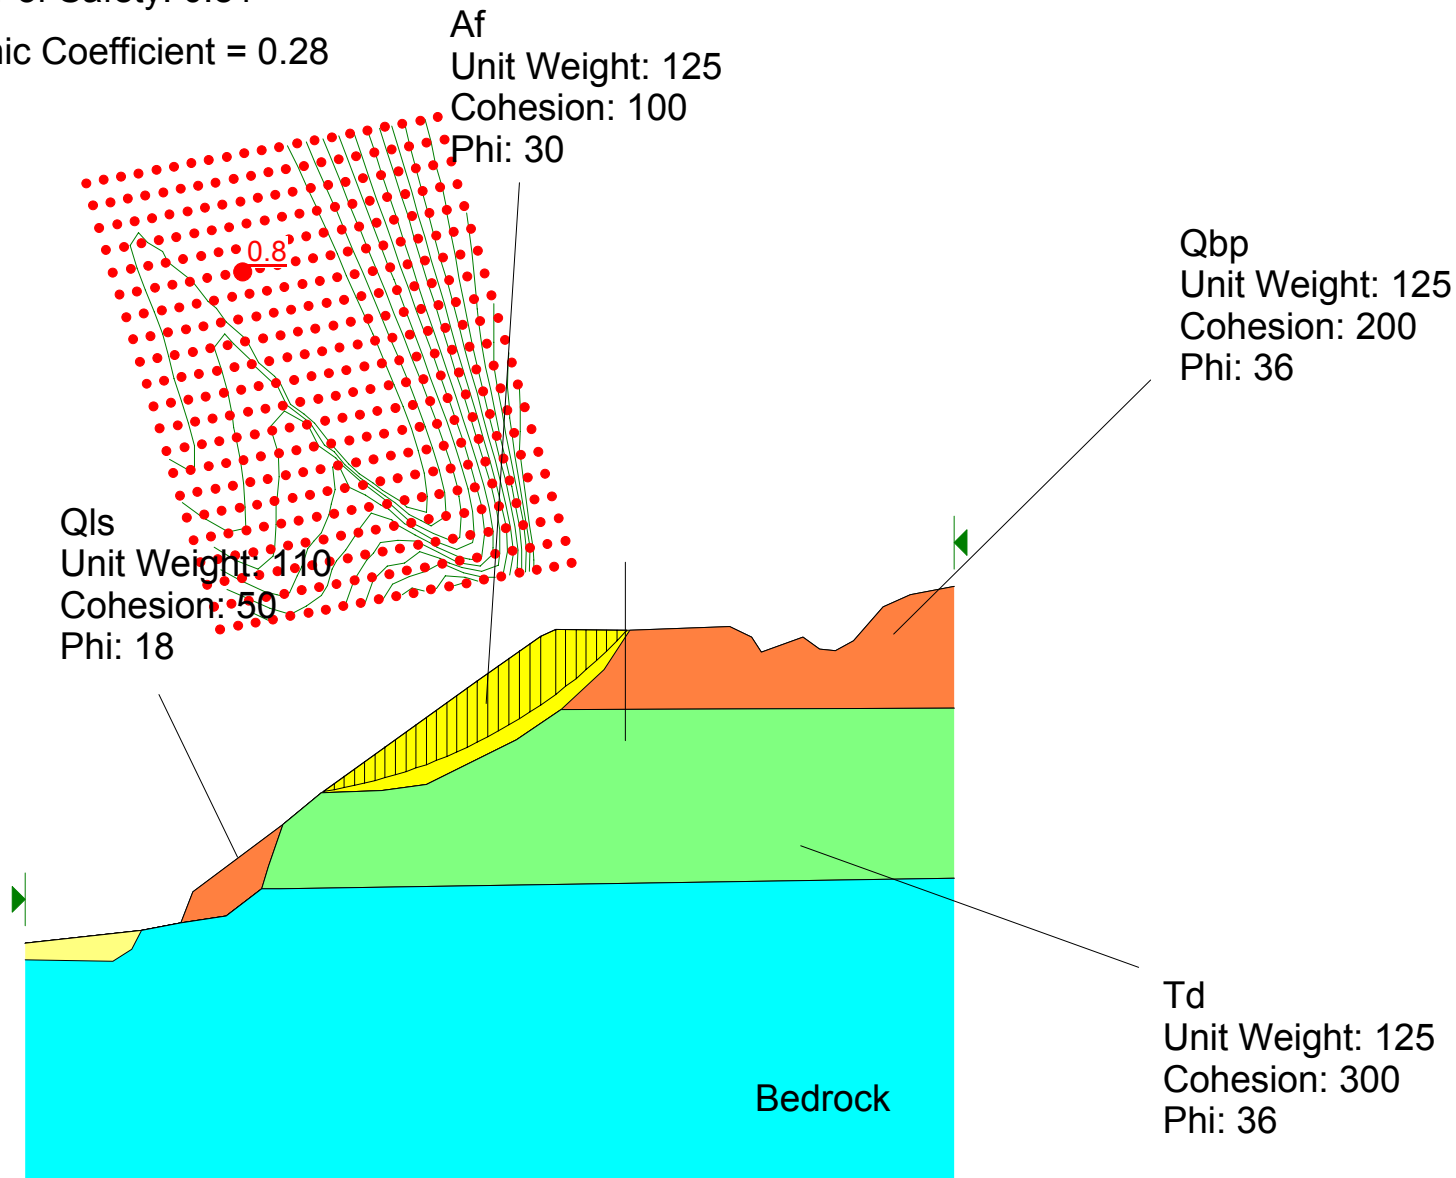 of Safety:
Coefficient = 0.28
Af
Unit Weight: 125
Cohesion: 100
Phi: 30
0.8
Qbp
Unit Weight: 125
Cohesion: 200
Phi: 36
Qls
Unit Weight: 110
Cohesion: 50
Phi: 18
Td
Unit Weight: 125
Cohesion: 300
Phi: 36
Bedrock